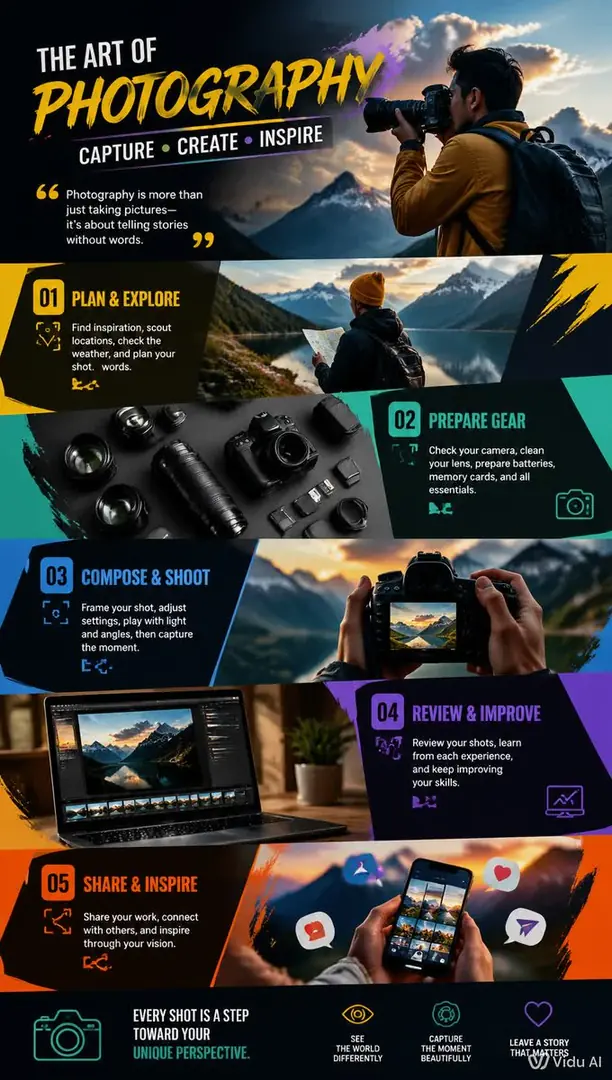 THE ART OF
PHOTOGRAPHY
CAPTURE • CREATE • INSPIRE
“ Photography is more than
just taking pictures—
it's about telling stories
without words. ”
01 PLAN & EXPLORE
Find inspiration, scout
locations, check the
weather, and plan your
shot. words.
02 PREPARE GEAR
Check your camera, clean
your lens, prepare batteries,
memory cards, and all
essentials.
03 COMPOSE & SHOOT
Frame your shot, adjust
settings, play with light
and angles, then capture
the moment.
04 REVIEW & IMPROVE
Review your shots, learn
from each experience,
and keep improving
your skills.
05 SHARE & INSPIRE
Share your work, connect
with others, and inspire
through your vision.
EVERY SHOT IS A STEP
TOWARD YOUR
UNIQUE PERSPECTIVE.
SEE
THE WORLD
DIFFERENTLY
CAPTURE
THE MOMENT
BEAUTIFULLY
LEAVE A STORY
THAT MATTERS
Vidu AI